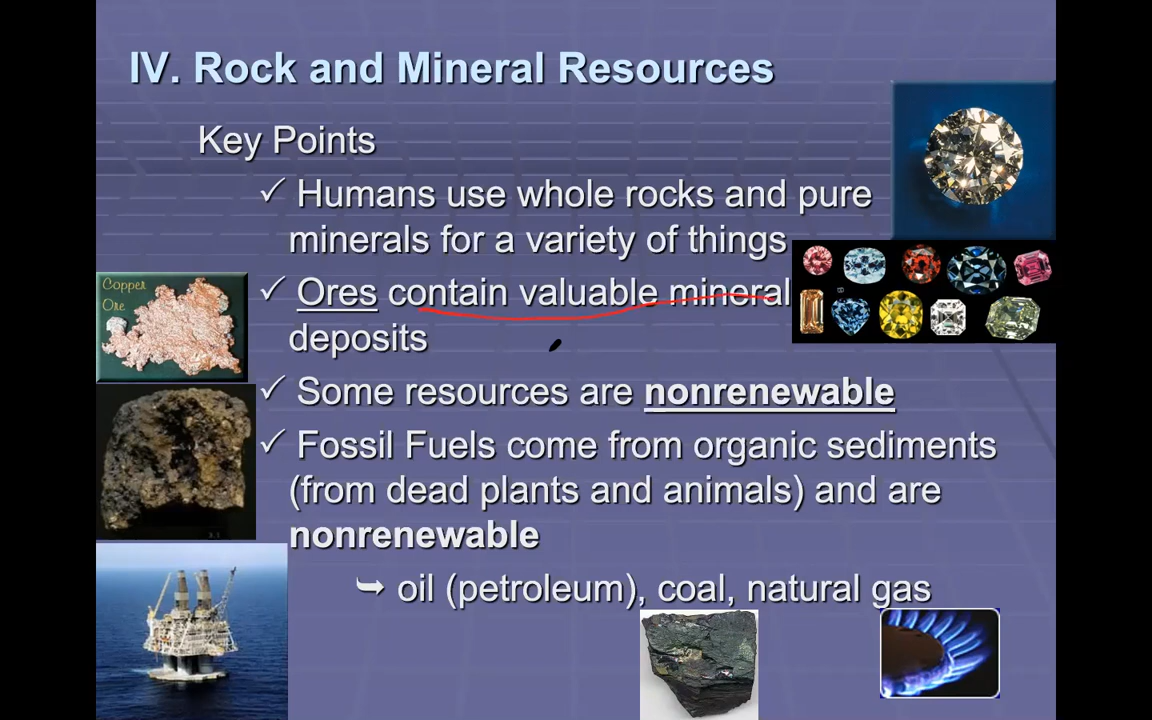 IV. Rock and Mineral Resources
Key Points
✓ Humans use whole rocks and pure
minerals for a variety of things
✓ Ores contain valuable mineral
deposits
✓ Some resources are nonrenewable
✓ Fossil Fuels come from organic sediments
(from dead plants and animals) and are
nonrenewable
➥ oil (petroleum), coal, natural gas
Copper
Ore